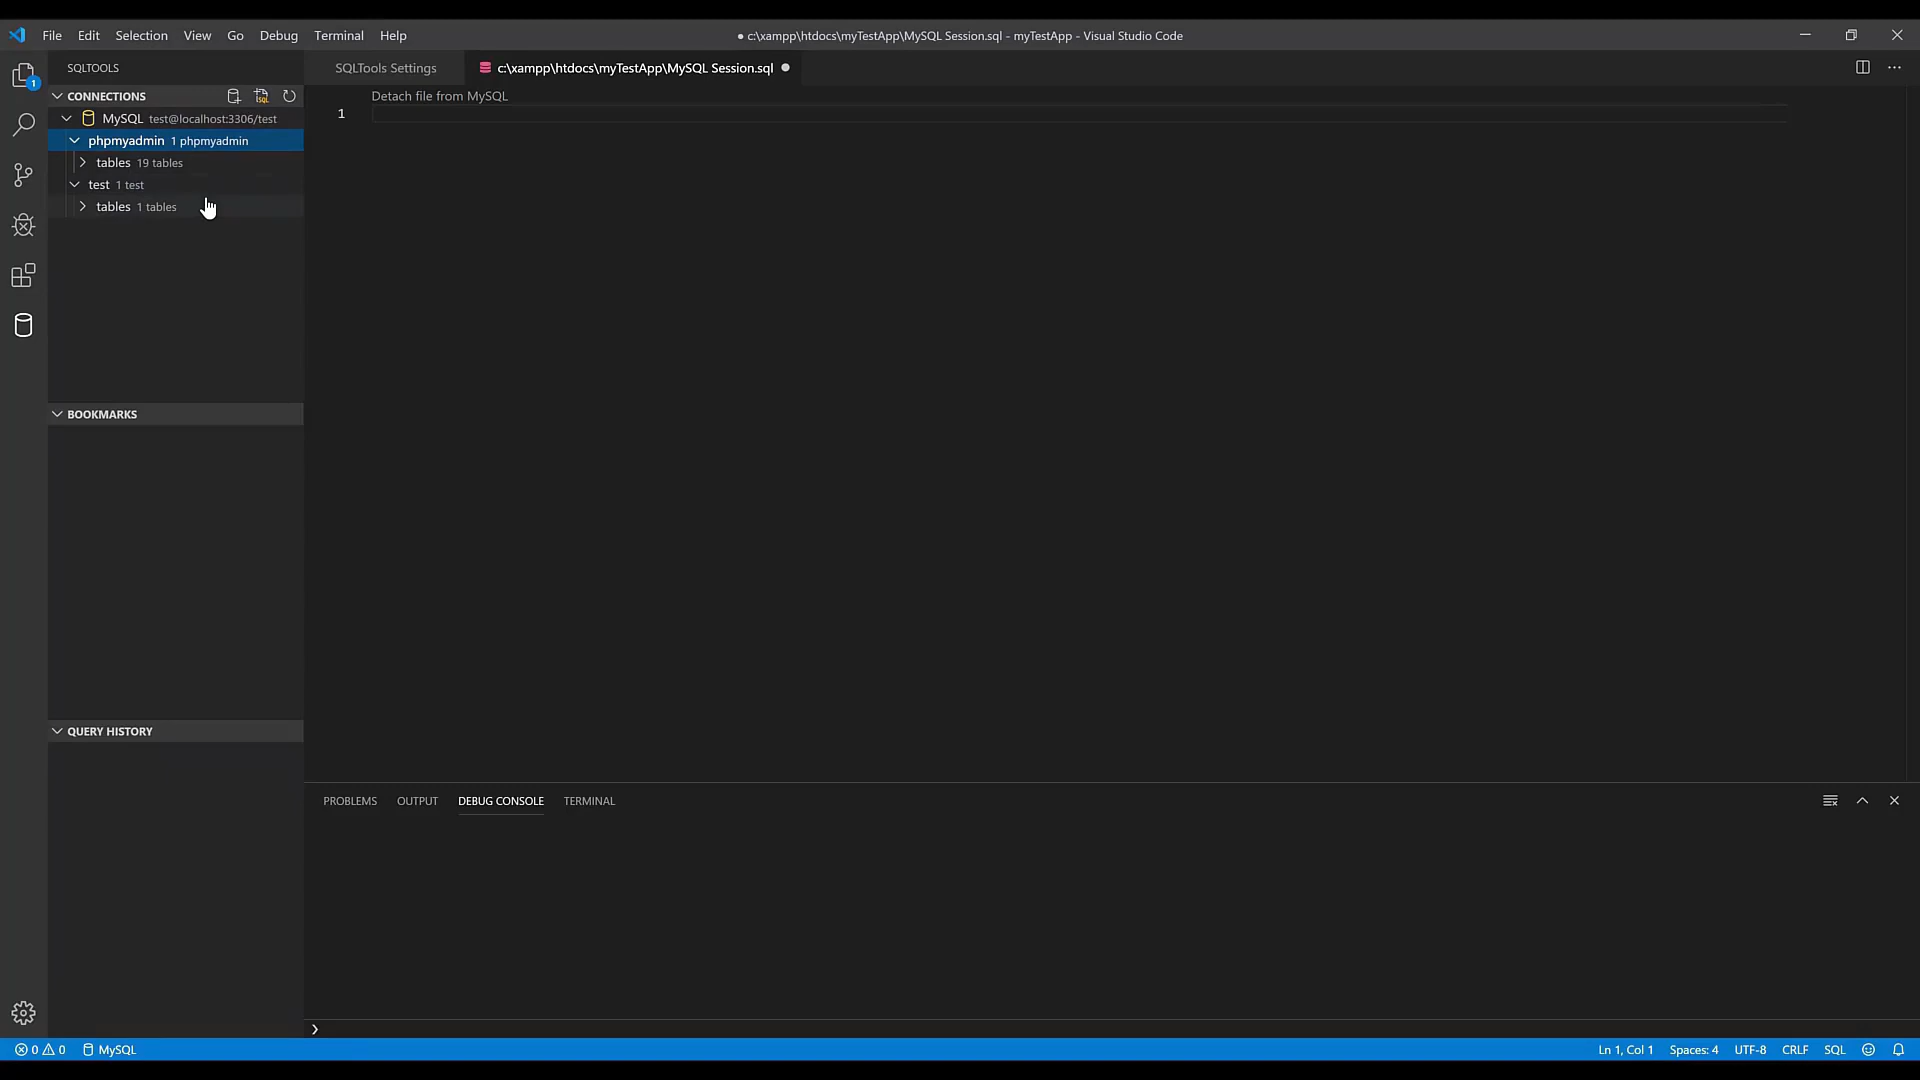 File Edit Selection View Go Debug Terminal Help
● c:\xampp\htdocs\myTestApp\MySQL Session.sql - myTestApp - Visual Studio Code
1
SQLTOOLS
SQLTools Settings
c:\xampp\htdocs\myTestApp\MySQL Session.sql
CONNECTIONS
SQL
Detach file from MySQL
1
MySQL test@localhost:3306/test
phpmyadmin 1 phpmyadmin
tables 19 tables
test 1 test
tables 1 tables
BOOKMARKS
QUERY HISTORY
PROBLEMS OUTPUT DEBUG CONSOLE TERMINAL
0 0 MySQL
Ln 1, Col 1 Spaces: 4 UTF-8 CRLF SQL